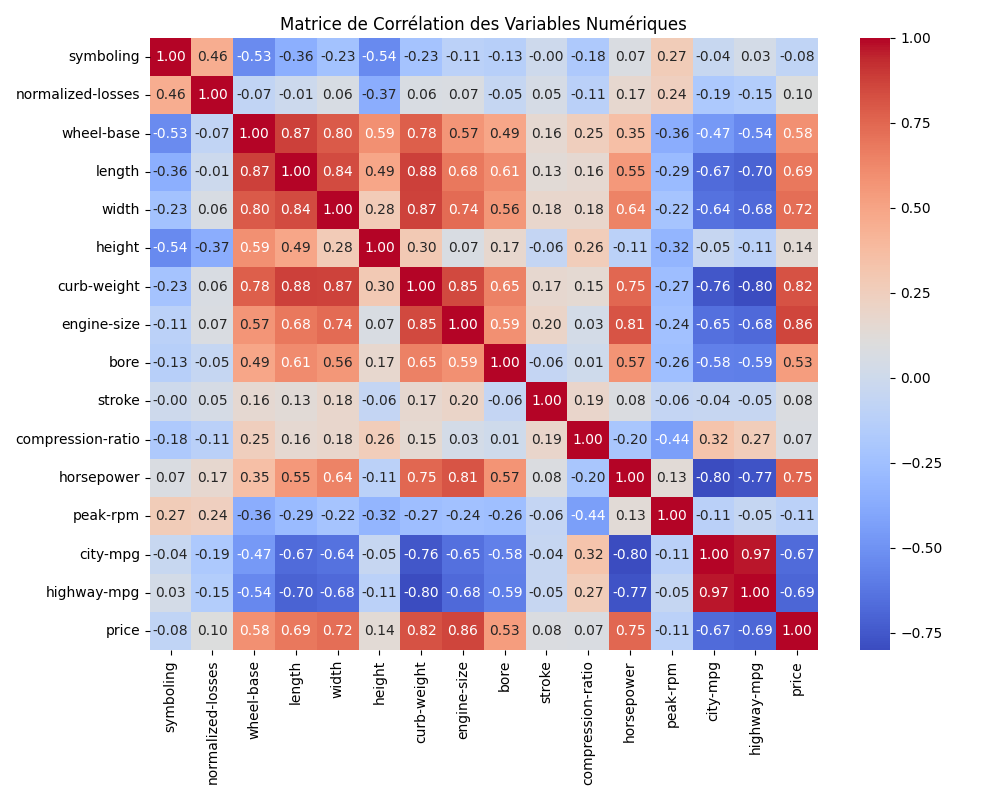 Matrice de Corrélation des Variables Numériques
symboling 1.00 0.46 -0.53 -0.36 -0.23 -0.54 -0.23 -0.11 -0.13 -0.00 -0.18 0.07 0.27 -0.04 0.03 -0.08
normalized-losses 0.46 1.00 -0.07 -0.01 0.06 -0.37 0.06 0.07 -0.05 0.05 -0.11 0.17 0.24 -0.19 -0.15 0.10
wheel-base -0.53 -0.07 1.00 0.87 0.80 0.59 0.78 0.57 0.49 0.16 0.25 0.35 -0.36 -0.47 -0.54 0.58
length -0.36 -0.01 0.87 1.00 0.84 0.49 0.88 0.68 0.61 0.13 0.16 0.55 -0.29 -0.67 -0.70 0.69
width -0.23 0.06 0.80 0.84 1.00 0.28 0.87 0.74 0.56 0.18 0.18 0.64 -0.22 -0.64 -0.68 0.72
height -0.54 -0.37 0.59 0.49 0.28 1.00 0.30 0.07 0.17 -0.06 0.26 -0.11 -0.32 -0.05 -0.11 0.14
curb-weight -0.23 0.06 0.78 0.88 0.87 0.30 1.00 0.85 0.65 0.17 0.15 0.75 -0.27 -0.76 -0.80 0.82
engine-size -0.11 0.07 0.57 0.68 0.74 0.07 0.85 1.00 0.59 0.20 0.03 0.81 -0.24 -0.65 -0.68 0.86
bore -0.13 -0.05 0.49 0.61 0.56 0.17 0.65 0.59 1.00 -0.06 0.01 0.57 -0.26 -0.58 -0.59 0.53
stroke -0.00 0.05 0.16 0.13 0.18 -0.06 0.17 0.20 -0.06 1.00 0.19 0.08 -0.06 -0.04 -0.05 0.08
compression-ratio -0.18 -0.11 0.25 0.16 0.18 0.26 0.15 0.03 0.01 0.19 1.00 -0.20 -0.44 0.32 0.27 0.07
horsepower 0.07 0.17 0.35 0.55 0.64 -0.11 0.75 0.81 0.57 0.08 -0.20 1.00 0.13 -0.80 -0.77 0.75
peak-rpm 0.27 0.24 -0.36 -0.29 -0.22 -0.32 -0.27 -0.24 -0.26 -0.06 -0.44 0.13 1.00 -0.11 -0.05 -0.11
city-mpg -0.04 -0.19 -0.47 -0.67 -0.64 -0.05 -0.76 -0.65 -0.58 -0.04 0.32 -0.80 -0.11 1.00 0.97 -0.67
highway-mpg 0.03 -0.15 -0.54 -0.70 -0.68 -0.11 -0.80 -0.68 -0.59 -0.05 0.27 -0.77 -0.05 0.97 1.00 -0.69
price -0.08 0.10 0.58 0.69 0.72 0.14 0.82 0.86 0.53 0.08 0.07 0.75 -0.11 -0.67 -0.69 1.00
symboling
normalized-losses
wheel-base
length
width
height
curb-weight
engine-size
bore
stroke
compression-ratio
horsepower
peak-rpm
city-mpg
highway-mpg
price
1.00
0.75
0.50
0.25
0.00
−0.25
−0.50
−0.75